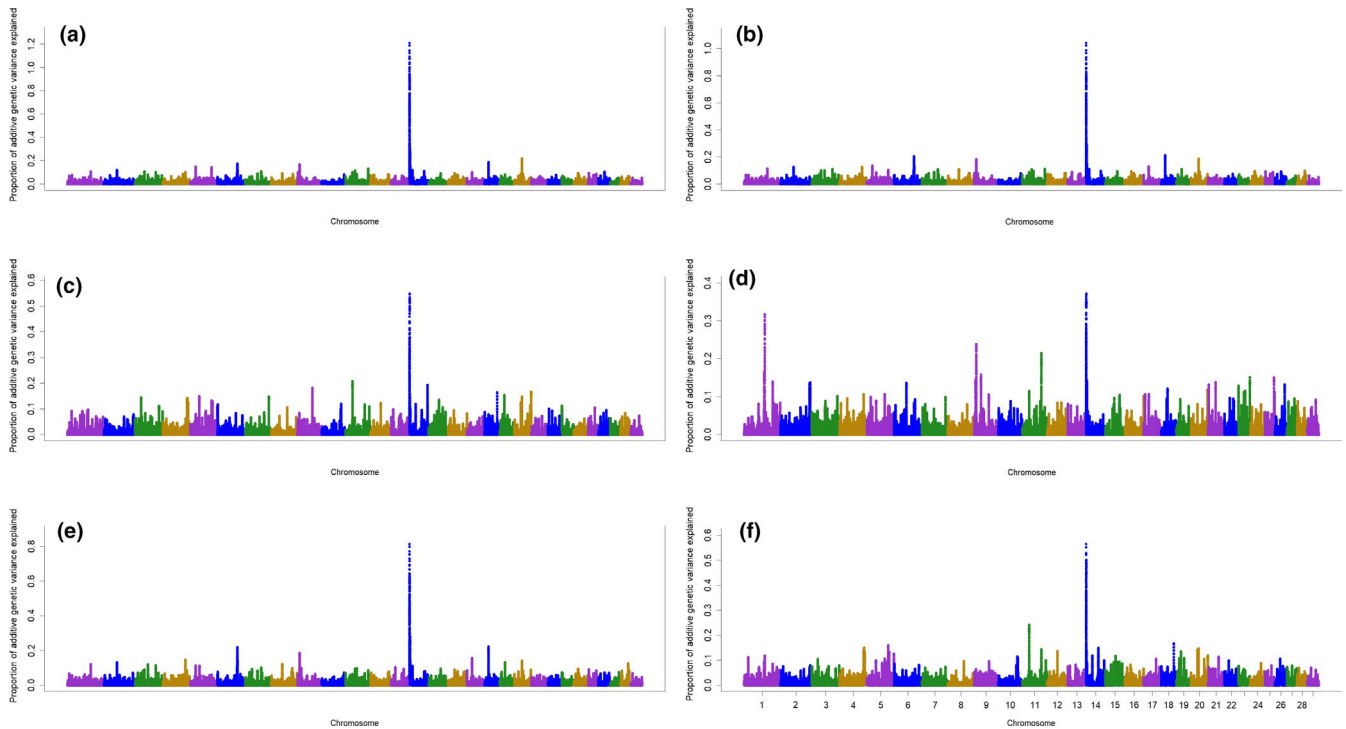 (a)
Proportion of additive genetic variance explained
1.2
1.0
0.8
0.6
0.4
0.2
0.0
Chromosome
(b)
Proportion of additive genetic variance explained
1.0
0.8
0.6
0.4
0.2
0.0
Chromosome
(c)
Proportion of additive genetic variance explained
0.6
0.5
0.4
0.3
0.2
0.1
0.0
Chromosome
(d)
Proportion of additive genetic variance explained
0.4
0.3
0.2
0.1
0.0
Chromosome
(e)
Proportion of additive genetic variance explained
0.8
0.6
0.4
0.2
0.0
Chromosome
(f)
Proportion of additive genetic variance explained
0.6
0.5
0.4
0.3
0.2
0.1
0.0
1 2 3 4 5 6 7 8 9 10 11 12 13 14 15 16 17 18 19 20 21 22 24 26 28
Chromosome